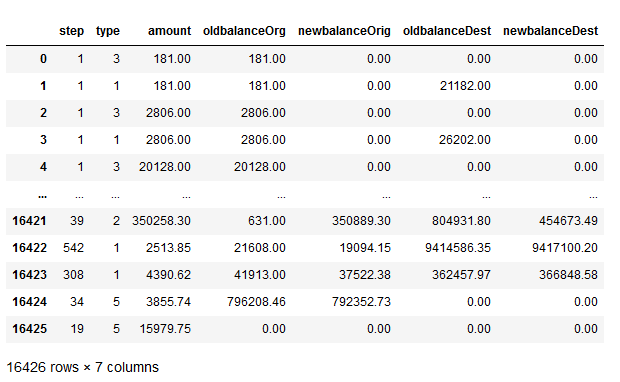 step type amount oldbalanceOrg newbalanceOrig oldbalanceDest newbalanceDest
0 1 3 181.00 181.00 0.00 0.00 0.00
1 1 1 181.00 181.00 0.00 21182.00 0.00
2 1 3 2806.00 2806.00 0.00 0.00 0.00
3 1 1 2806.00 2806.00 0.00 26202.00 0.00
4 1 3 20128.00 20128.00 0.00 0.00 0.00
... ... ... ... ... ... ... ...
16421 39 2 350258.30 631.00 350889.30 804931.80 454673.49
16422 542 1 2513.85 21608.00 19094.15 9414586.35 9417100.20
16423 308 1 4390.62 41913.00 37522.38 362457.97 366848.58
16424 34 5 3855.74 796208.46 792352.73 0.00 0.00
16425 19 5 15979.75 0.00 0.00 0.00 0.00
16426 rows × 7 columns